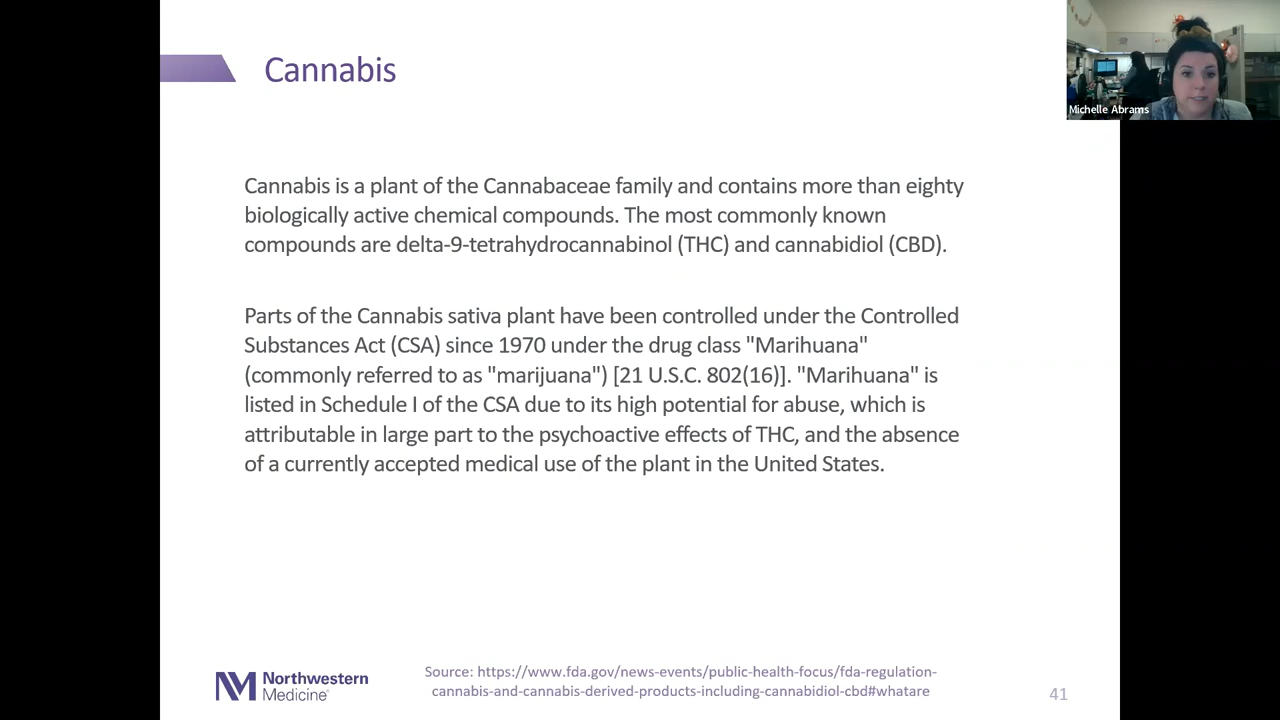 Cannabis
Michelle Abrams
Cannabis is a plant of the Cannabaceae family and contains more than eighty
biologically active chemical compounds. The most commonly known
compounds are delta-9-tetrahydrocannabinol (THC) and cannabidiol (CBD).
Parts of the Cannabis sativa plant have been controlled under the Controlled
Substances Act (CSA) since 1970 under the drug class "Marihuana"
(commonly referred to as "marijuana") [21 U.S.C. 802(16)]. "Marihuana" is
listed in Schedule I of the CSA due to its high potential for abuse, which is
attributable in large part to the psychoactive effects of THC, and the absence
of a currently accepted medical use of the plant in the United States.
NM Northwestern
Medicine®
Source: https://www.fda.gov/news-events/public-health-focus/fda-regulation-
cannabis-and-cannabis-derived-products-including-cannabidiol-cbd#whatare
41